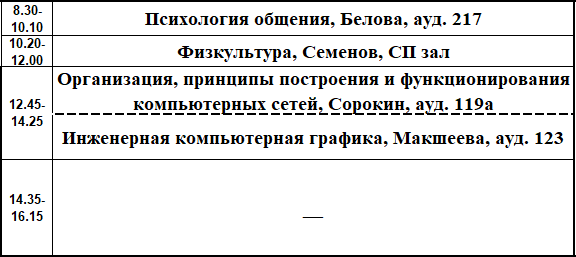 8.30-
10.10
Психология общения, Белова, ауд. 217
10.20-
12.00
Физкультура, Семенов, СП зал
12.45-
14.25
Организация, принципы построения и функционирования
компьютерных сетей, Сорокин, ауд. 119а
Инженерная компьютерная графика, Макшеева, ауд. 123
14.35-
16.15
—